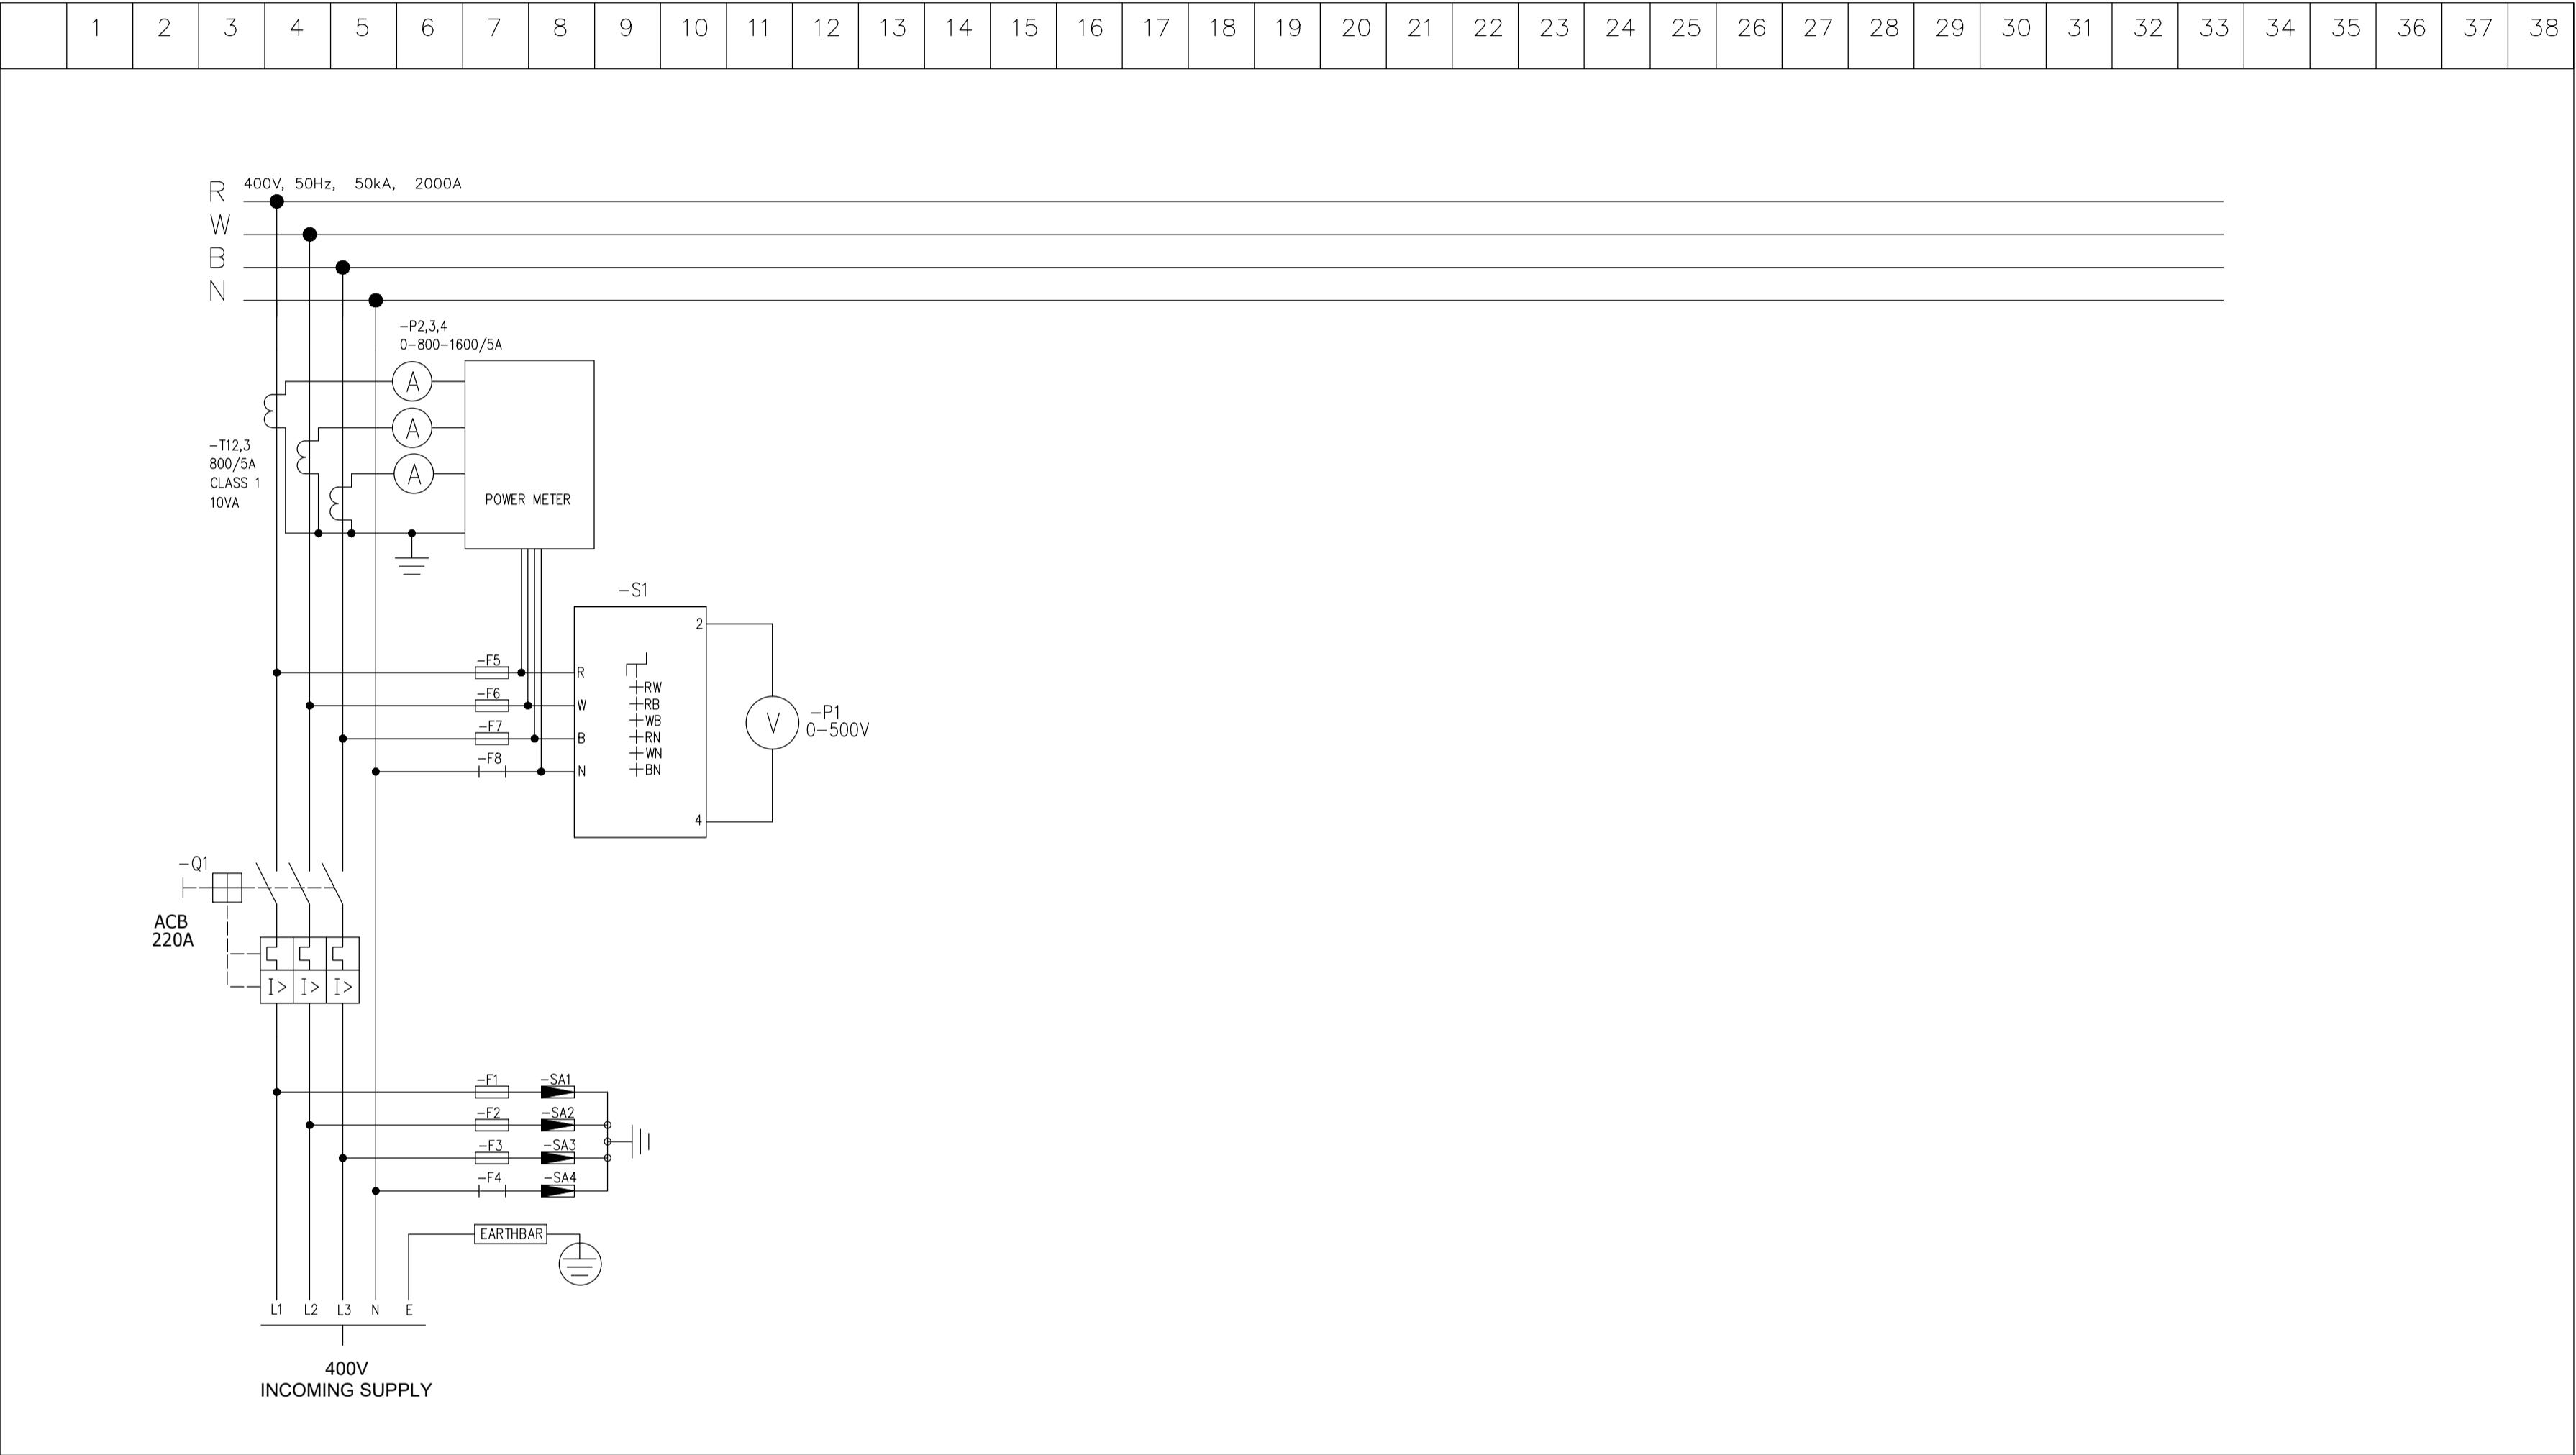 1 2 3 4 5 6 7 8 9 10 11 12 13 14 15 16 17 18 19 20 21 22 23 24 25 26 27 28 29 30 31 32 33 34 35 36 37 38
R 400V, 50Hz, 50kA, 2000A
W
B
N
-P2,3,4
0-800-1600/5A
A
A
A
-T12,3
800/5A
CLASS 1
10VA
POWER METER
-S1
2
-F5
R
-F6
W
-F7
B
-F8
N
RW
RB
WB
RN
WN
BN
4
V
-P1
0-500V
-Q1
ACB
220A
I> I> I>
-F1 -SA1
-F2 -SA2
-F3 -SA3
-F4 -SA4
EARTHBAR
L1 L2 L3 N E
400V
INCOMING SUPPLY